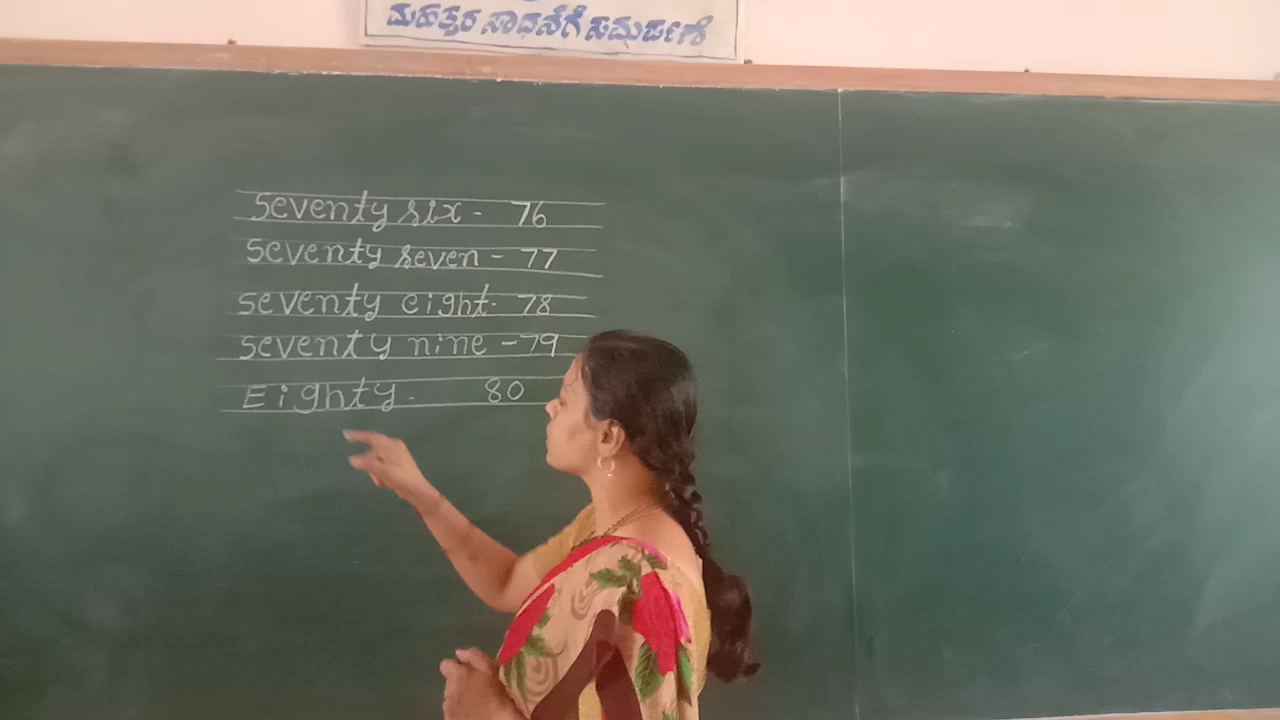 ಮಹತ್ತರ ಸಾಧನೆಗೆ ಸಮರ್ಪಣೆ
Seventy six - 76
Seventy seven - 77
Seventy eight - 78
Seventy nine - 79
Eighty - 80